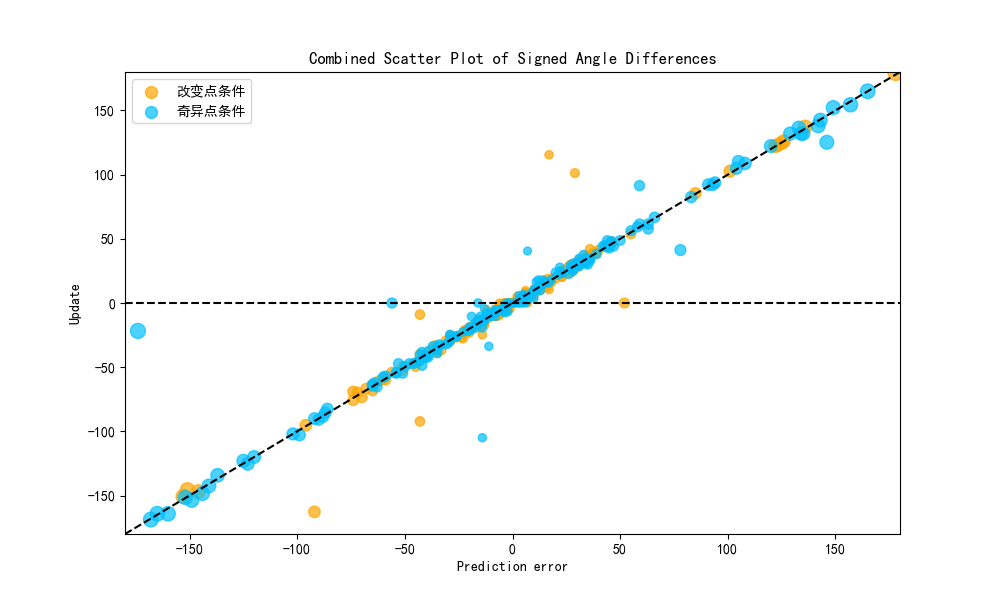 Combined Scatter Plot of Signed Angle Differences
改变点条件
奇异点条件
150
100
50
0
−50
−100
−150
Update
−150 −100 −50 0 50 100 150
Prediction error